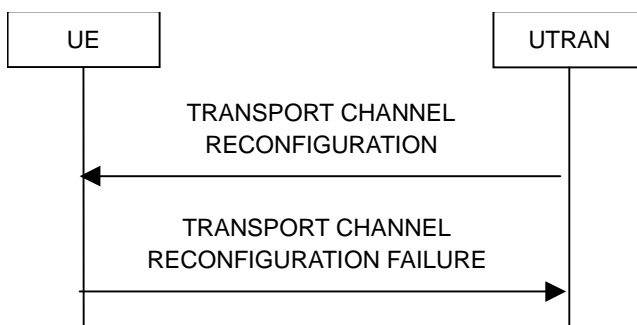 UE
UTRAN
TRANSPORT CHANNEL
RECONFIGURATION
TRANSPORT CHANNEL
RECONFIGURATION FAILURE